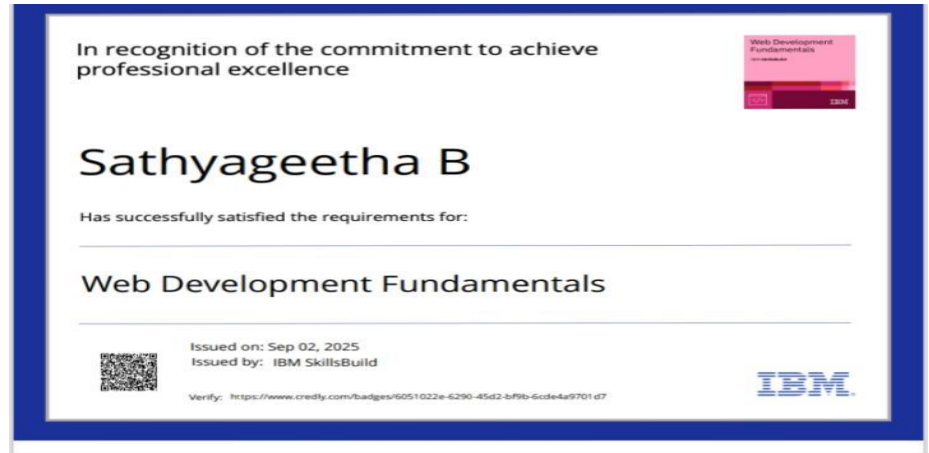 In recognition of the commitment to achieve
professional excellence
Web Development
Fundamentals
IBM SkillsBuild
</>
IBM
Sathyageetha B
Has successfully satisfied the requirements for:
Web Development Fundamentals
Issued on: Sep 02, 2025
Issued by: IBM SkillsBuild
Verify: https://www.credly.com/badges/6051022e-6290-45d2-bf9b-6cde4a9701d7
IBM.